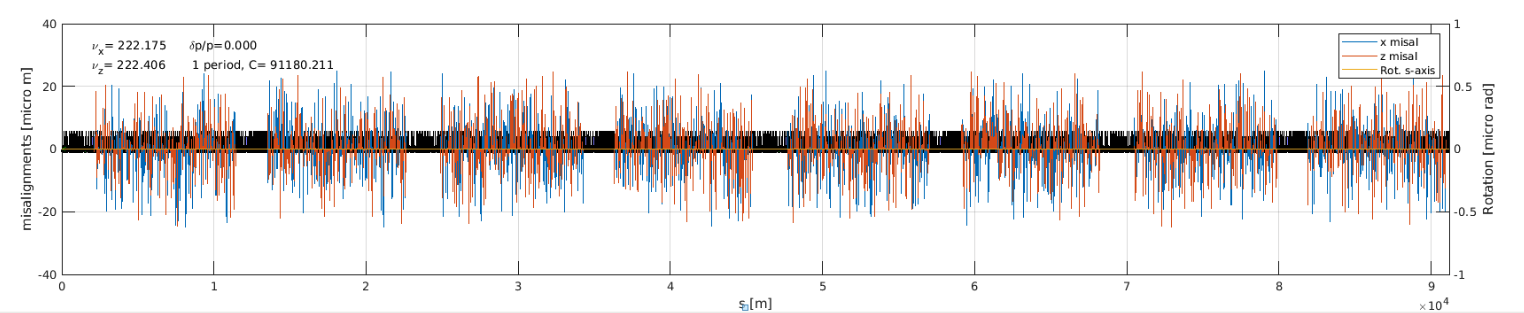 ν_x= 222.175 δp/p=0.000
ν_z= 222.406 1 period, C= 91180.211
x misal
z misal
Rot. s-axis
misalignments [micro m]
40
20
0
-20
-40
1
0.5
0
-0.5
-1
Rotation [micro rad]
0 1 2 3 4 5 6 7 8 9
s [m]
×10^4